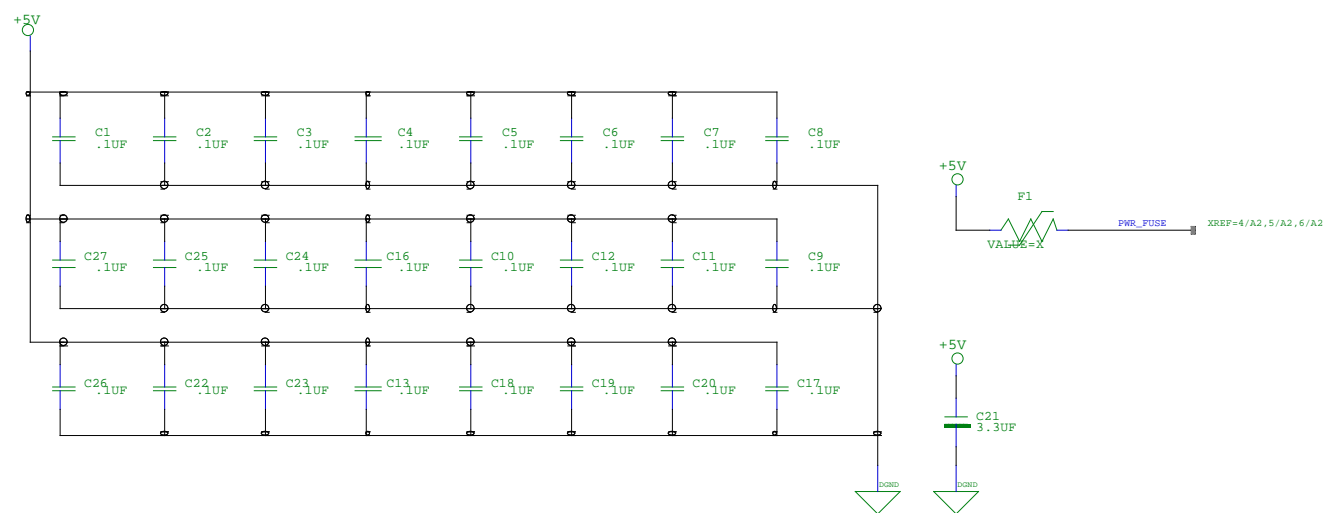 +5V
C1 C2 C3 C4 C5 C6 C7 C8
.1UF .1UF .1UF .1UF .1UF .1UF .1UF .1UF
+5V
F1
PWR_FUSE XREF=4/A2,5/A2,6/A2
VALUE=X
C27 C25 C24 C16 C10 C12 C11 C9
.1UF .1UF .1UF .1UF .1UF .1UF .1UF .1UF
+5V
C26 C22 C23 C13 C18 C19 C20 C17
.1UF .1UF .1UF .1UF .1UF .1UF .1UF .1UF
C21
3.3UF
DGND DGND